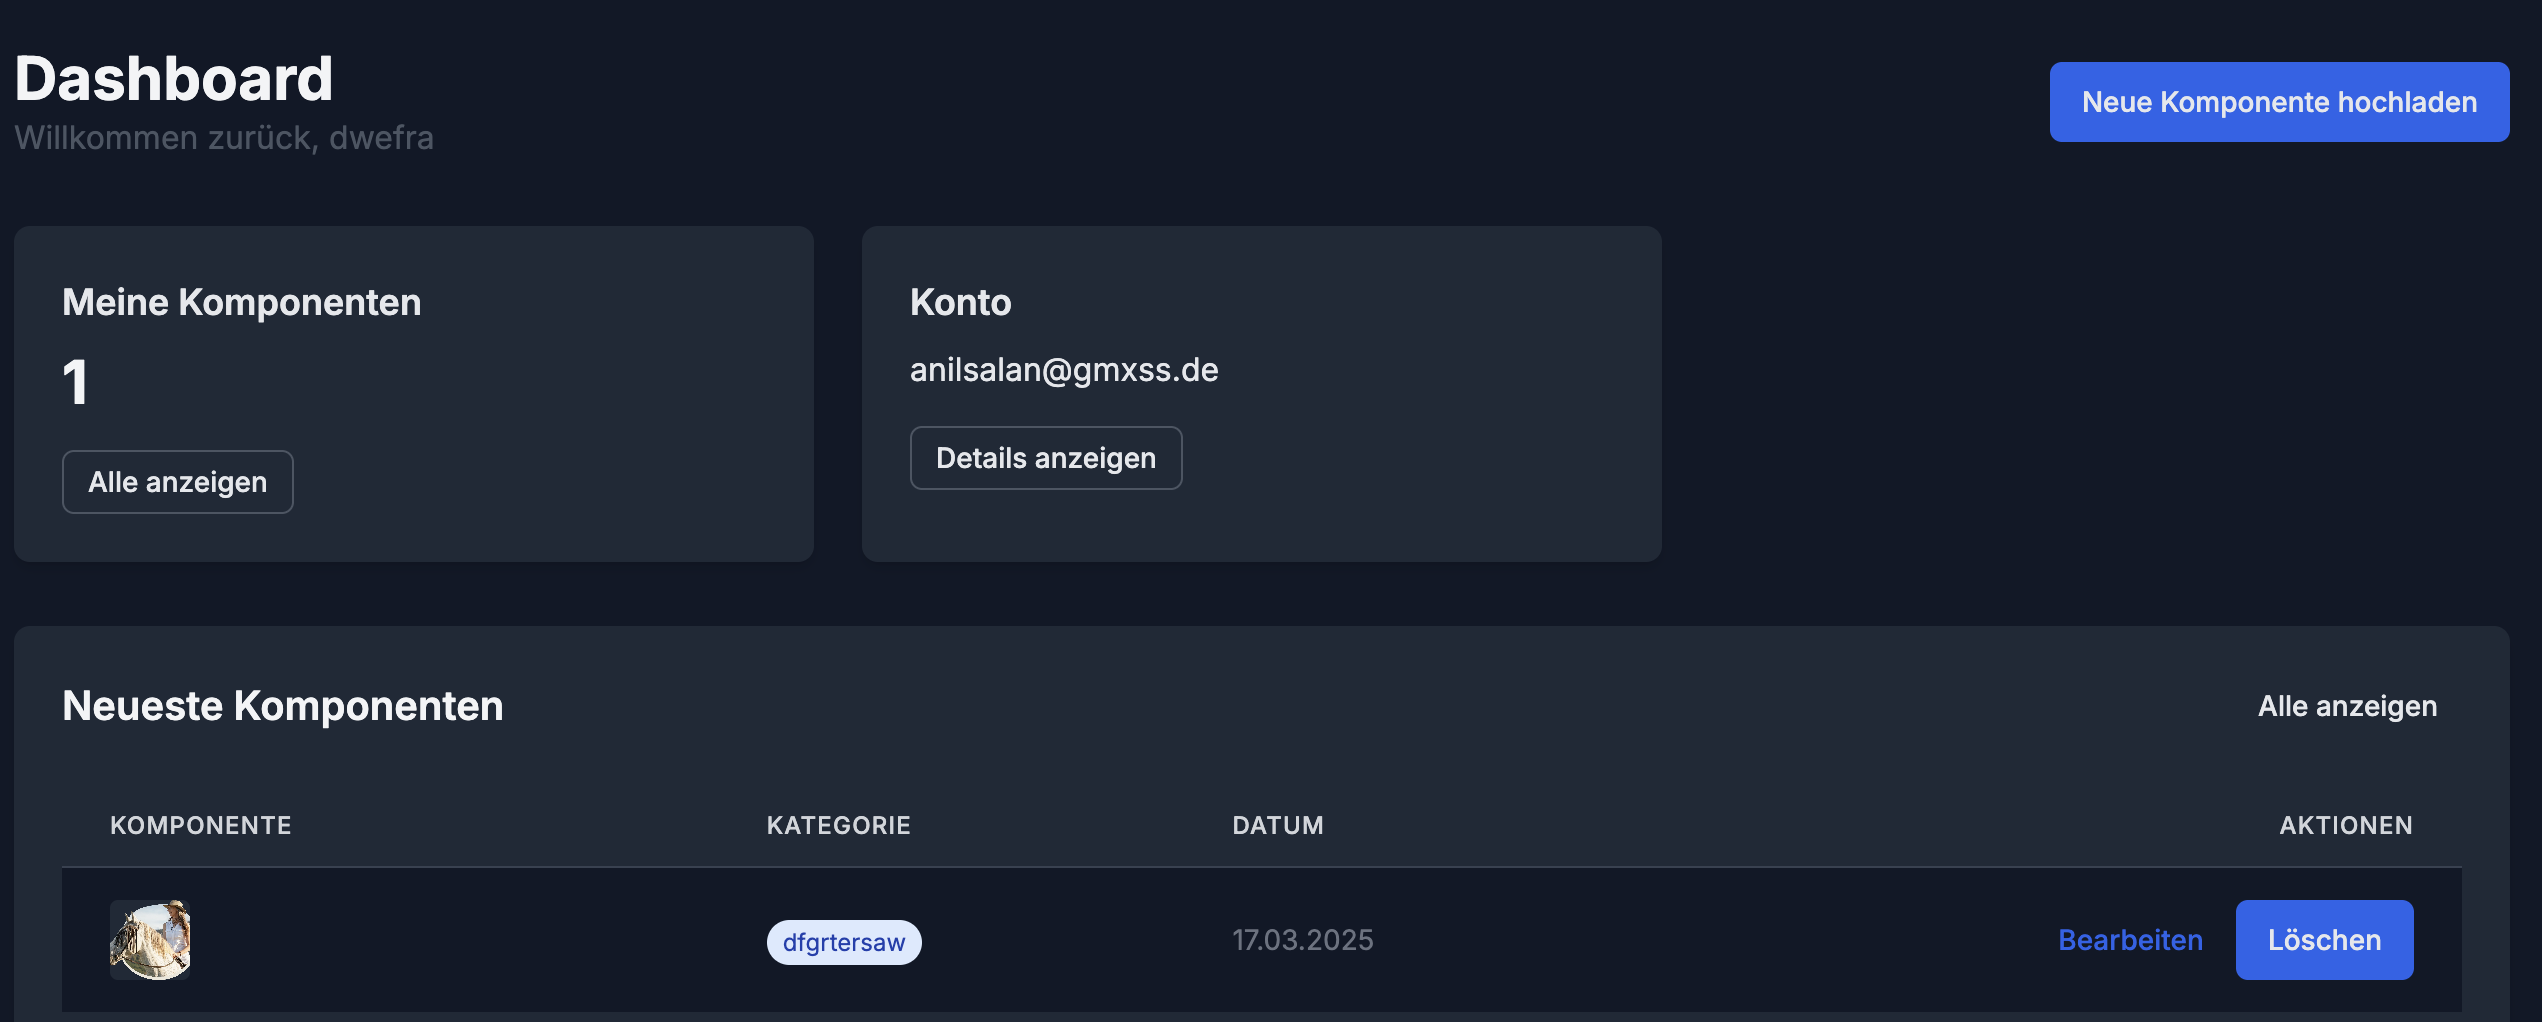 Dashboard
Willkommen zurück, dwefra
Neue Komponente hochladen
Meine Komponenten
1
Alle anzeigen
Konto
anilsalan@gmxss.de
Details anzeigen
Neueste Komponenten
Alle anzeigen
KOMPONENTE KATEGORIE DATUM AKTIONEN
dfgrtersaw 17.03.2025 Bearbeiten Löschen